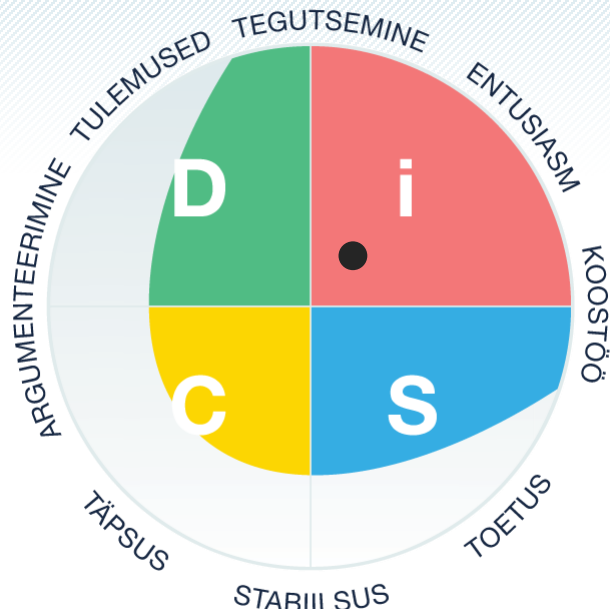 TEGUTSEMINE
ENTUSIASM
KOOSTÖÖ
TOETUS
STABIILSUS
TÄPSUS
ARGUMENTEERIMINE
TULEMUSED
D
i
C
S